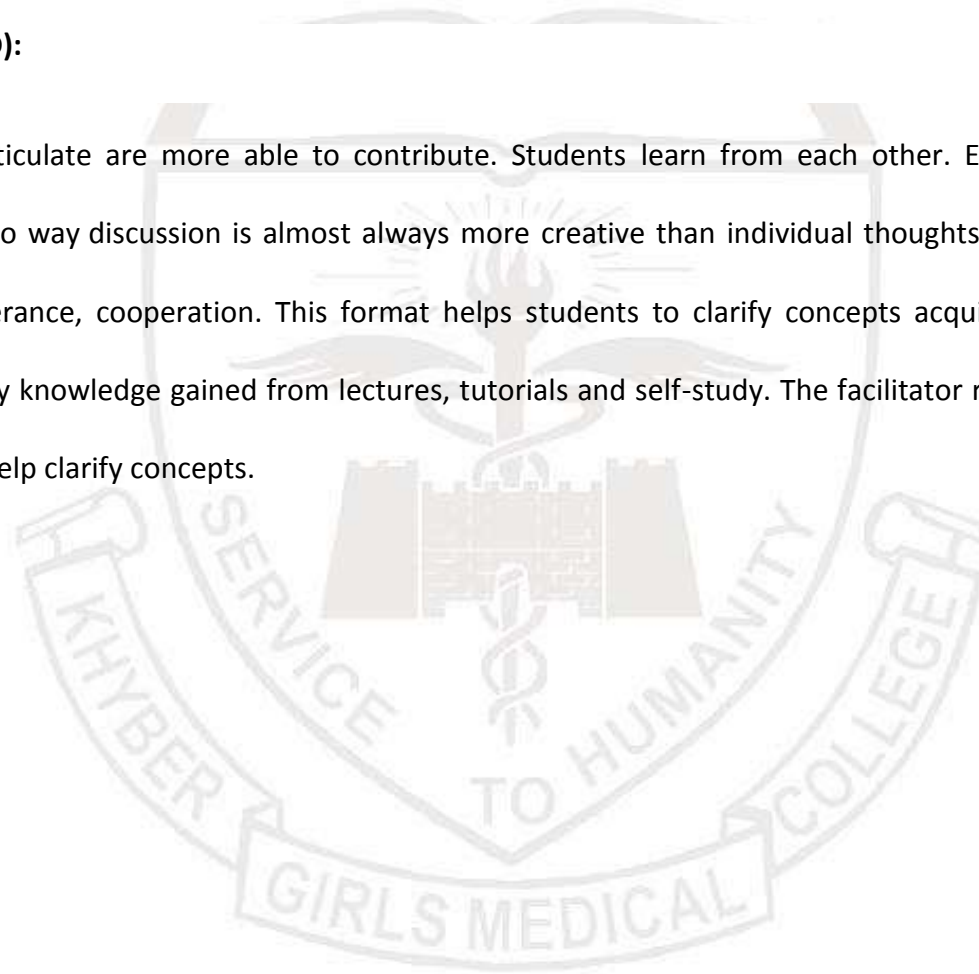 ):
ticulate are more able to contribute. Students learn from each other. E
o way discussion is almost always more creative than individual thoughts
erance, cooperation. This format helps students to clarify concepts acqui
y knowledge gained from lectures, tutorials and self-study. The facilitator r
elp clarify concepts.
SERVICE TO HUMANITY
KHYBER GIRLS MEDICAL COLLEGE